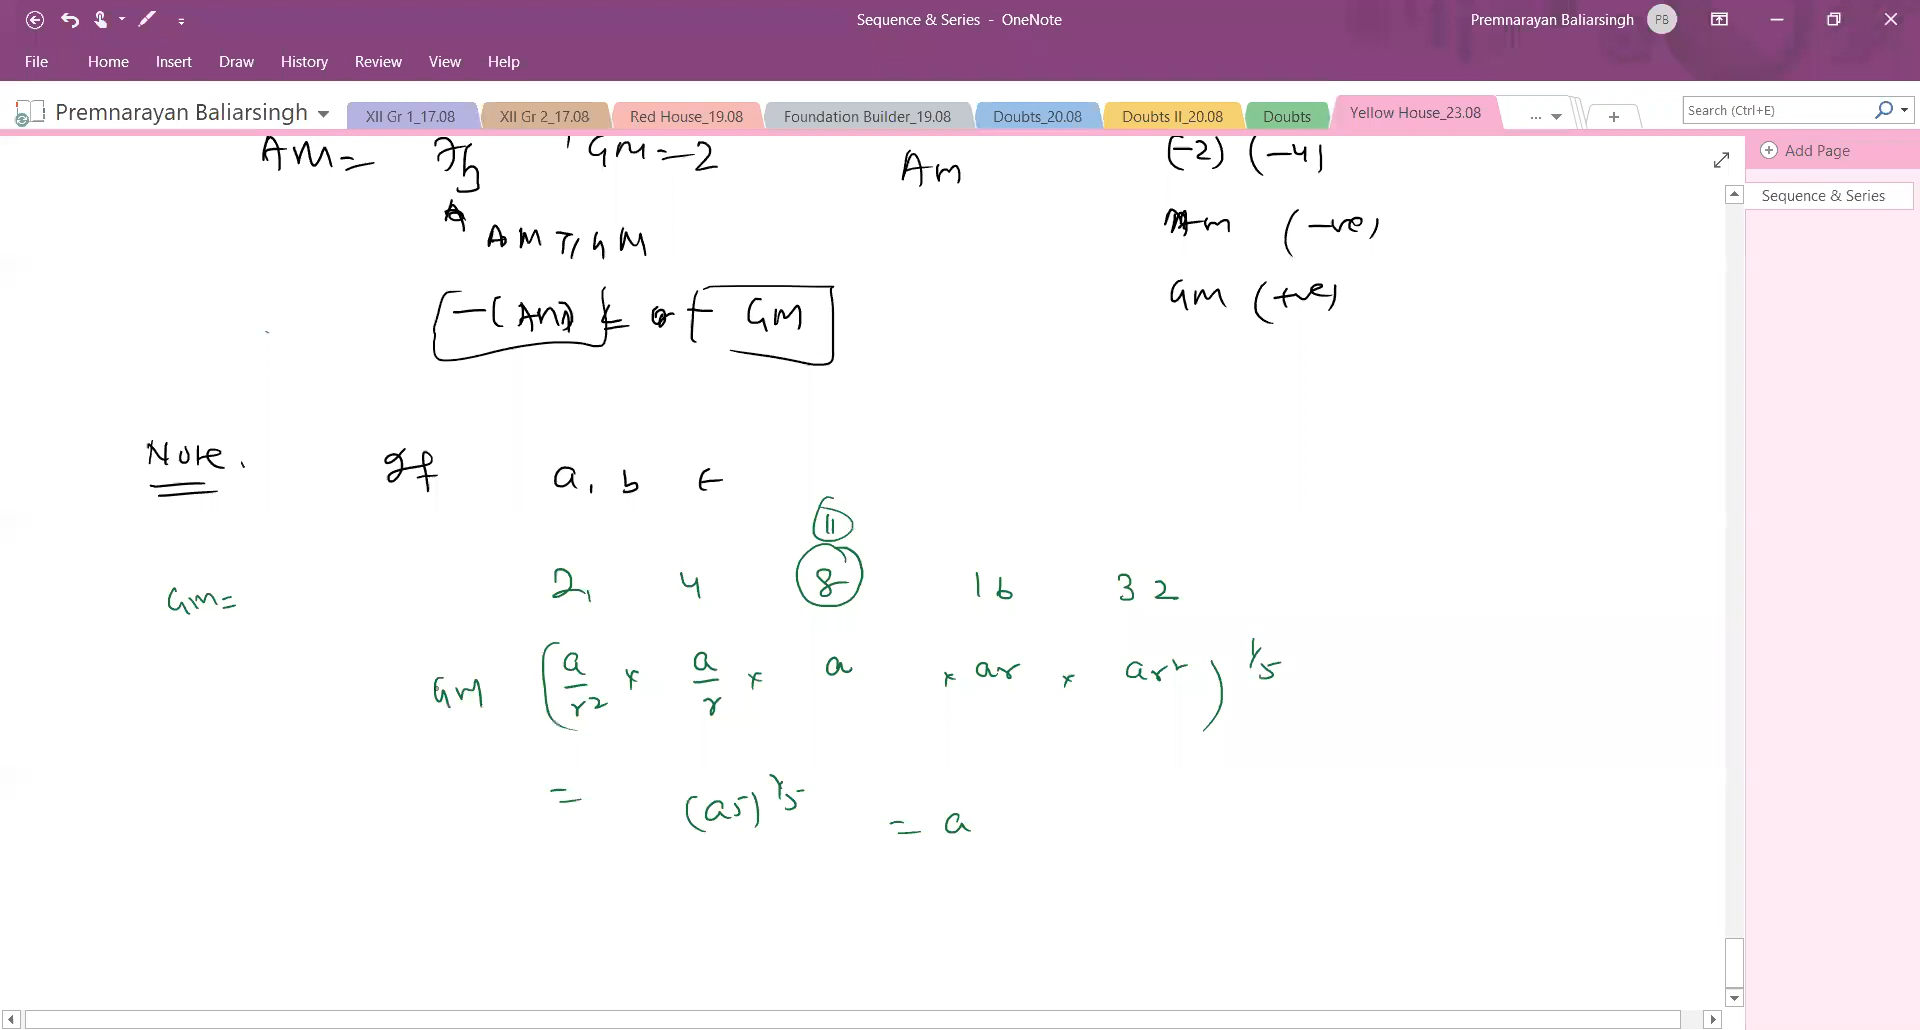 Sequence & Series - OneNote
Premnarayan Baliarsingh PB
File Home Insert Draw History Review View Help
Premnarayan Baliarsingh
XII Gr 1_17.08 XII Gr 2_17.08 Red House_19.08 Foundation Builder_19.08 Doubts_20.08 Doubts II_20.08 Doubts Yellow House_23.08 ... +
Search (Ctrl+E)
Add Page
Sequence & Series
AM = GM = -2 AM (-2) (-4)
AM ≥ GM Am (-ve)
-(AM) GM GM (+ve)
Note. If a, b ∈
11
GM = 2, 4 8 16 32
GM (a/r² × a/r × a × ar × ar²)^1/5
= (a5)^1/5 = a